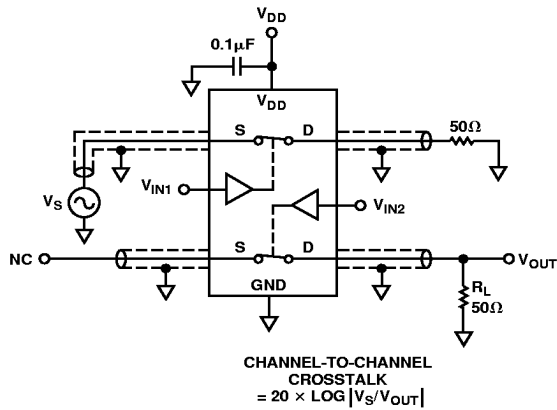 V_DD
0.1μF
V_DD
S D
50Ω
V_IN1
V_S
V_IN2
NC
S D
V_OUT
GND
R_L
50Ω
CHANNEL-TO-CHANNEL
CROSSTALK
= 20 × LOG |V_S/V_OUT|